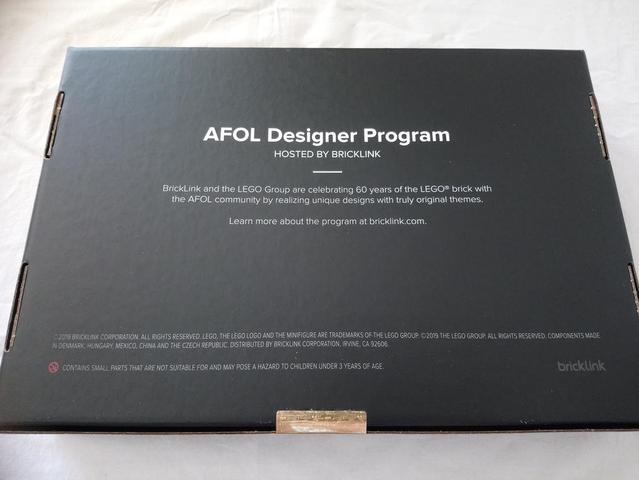 AFOL Designer Program
HOSTED BY BRICKLINK
BrickLink and the LEGO Group are celebrating 60 years of the LEGO® brick with
the AFOL community by realizing unique designs with truly original themes.
Learn more about the program at bricklink.com.
©2019 BRICKLINK CORPORATION. ALL RIGHTS RESERVED. LEGO, THE LEGO LOGO AND THE MINIFIGURE ARE TRADEMARKS OF THE LEGO GROUP. ©2019 THE LEGO GROUP. ALL RIGHTS RESERVED. COMPONENTS MADE
IN DENMARK, HUNGARY, MEXICO, CHINA AND THE CZECH REPUBLIC. DISTRIBUTED BY BRICKLINK CORPORATION, IRVINE, CA 92606.
CONTAINS SMALL PARTS THAT ARE NOT SUITABLE FOR AND MAY POSE A HAZARD TO CHILDREN UNDER 3 YEARS OF AGE.
bricklink